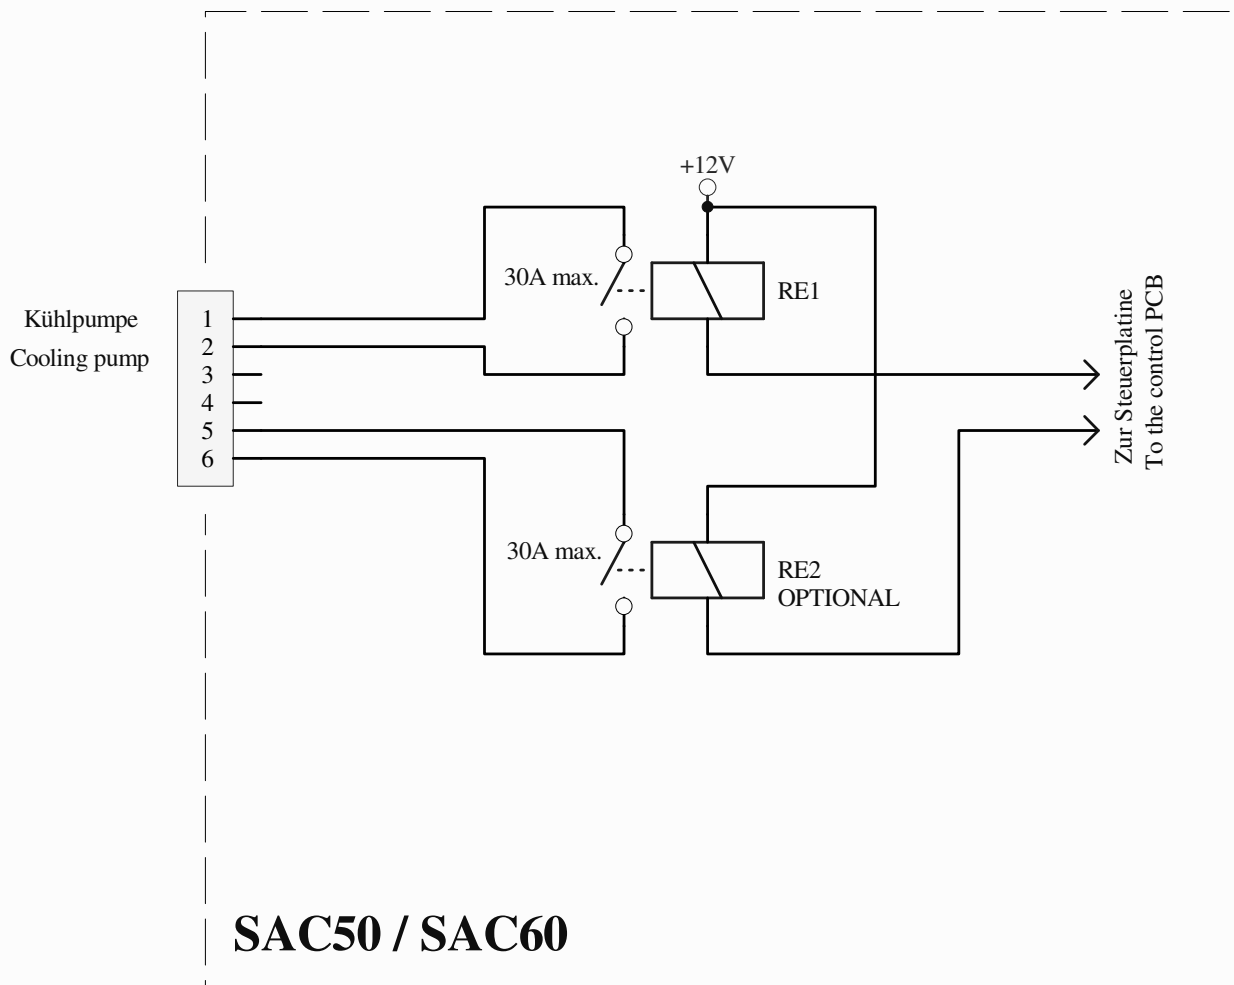 +12V
30A max.
RE1
Kühlpumpe
Cooling pump
1
2
3
4
5
6
Zur Steuerplatine
To the control PCB
30A max.
RE2
OPTIONAL
SAC50 / SAC60